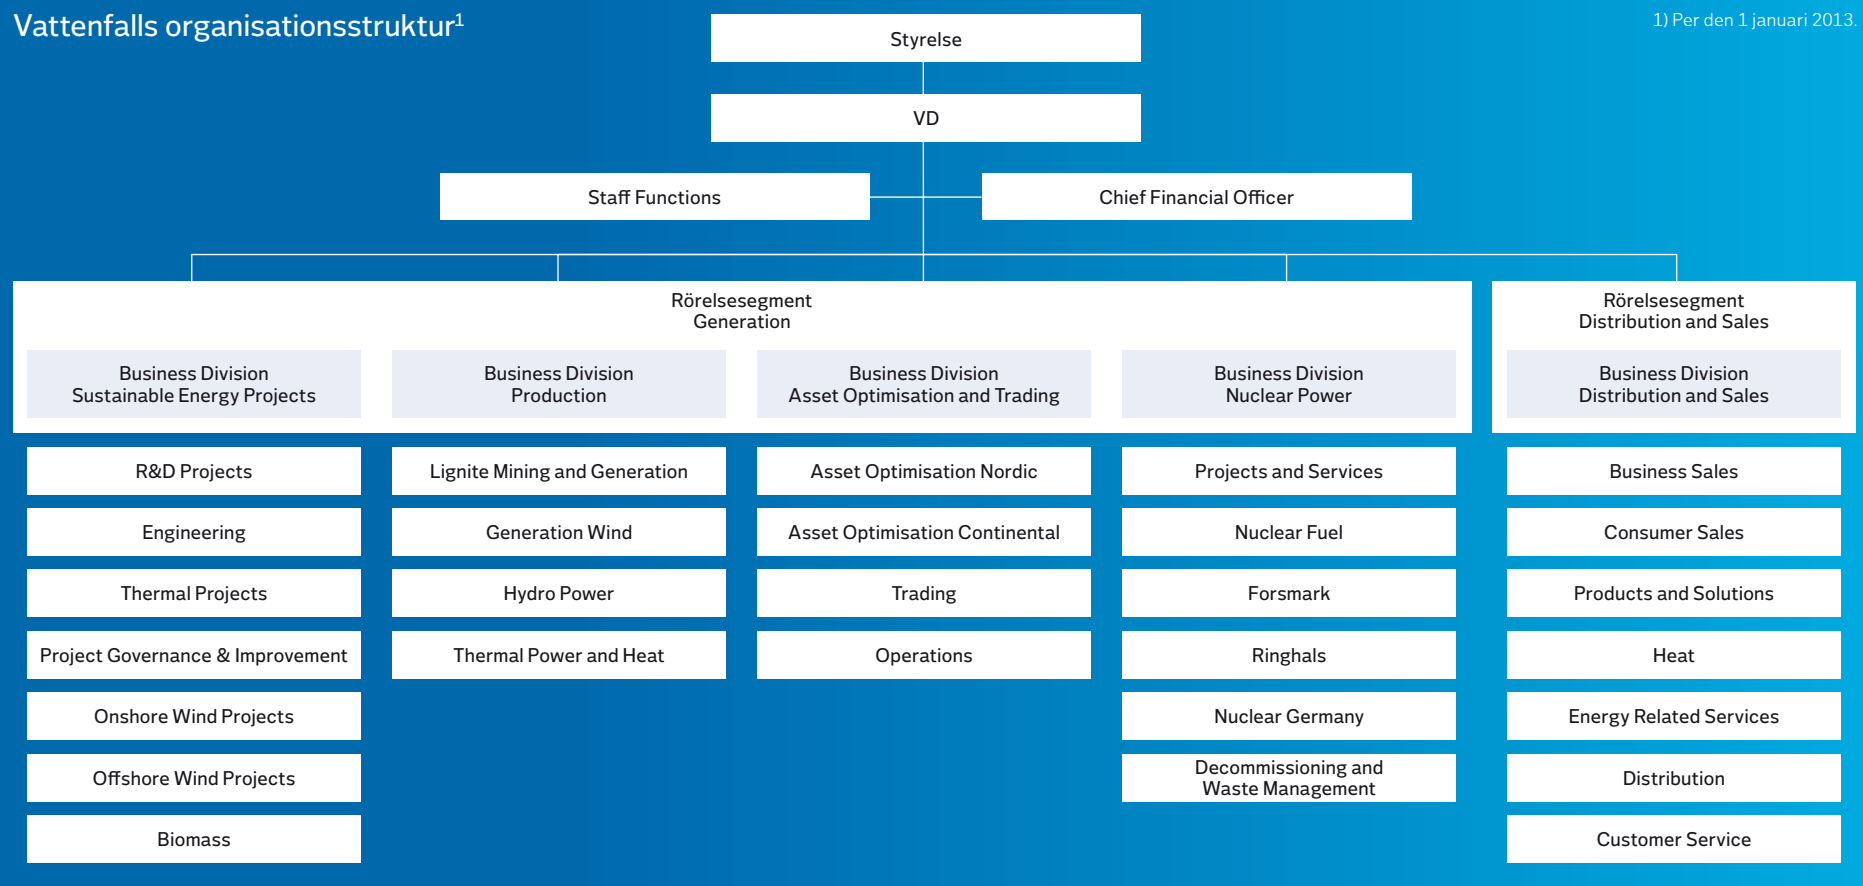 Vattenfalls organisationsstruktur¹
1) Per den 1 januari 2013.
Styrelse
VD
Staff Functions
Chief Financial Officer
Rörelsesegment
Generation
Rörelsesegment
Distribution and Sales
Business Division
Sustainable Energy Projects
Business Division
Production
Business Division
Asset Optimisation and Trading
Business Division
Nuclear Power
Business Division
Distribution and Sales
R&D Projects
Engineering
Thermal Projects
Project Governance & Improvement
Onshore Wind Projects
Offshore Wind Projects
Biomass
Lignite Mining and Generation
Generation Wind
Hydro Power
Thermal Power and Heat
Asset Optimisation Nordic
Asset Optimisation Continental
Trading
Operations
Projects and Services
Nuclear Fuel
Forsmark
Ringhals
Nuclear Germany
Decommissioning and
Waste Management
Business Sales
Consumer Sales
Products and Solutions
Heat
Energy Related Services
Distribution
Customer Service